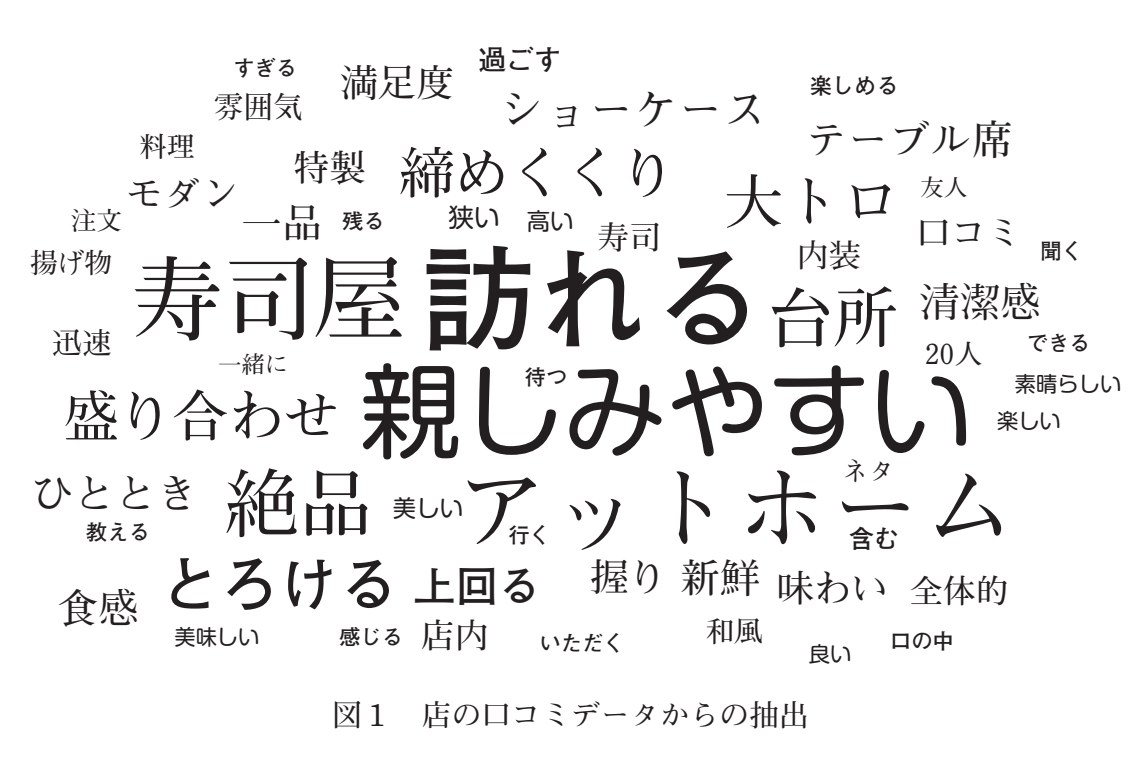 すぎる
満足度
過ごす
楽しめる
雰囲気
ショーケース
料理
特製
締めくくり
テーブル席
モダン
大トロ
友人
注文
一品
残る
狭い
高い
寿司
口コミ
内装
聞く
揚げ物
寿司屋
訪れる
台所
清潔感
迅速
一緒に
20人
できる
待つ
素晴らしい
盛り合わせ
親しみやすい
楽しい
ひととき
絶品
美しい
アットホーム
ネタ
教える
行く
含む
とろける
上回る
握り
新鮮
味わい
全体的
食感
美味しい
感じる
店内
いただく
和風
良い
口の中
図1 店の口コミデータからの抽出